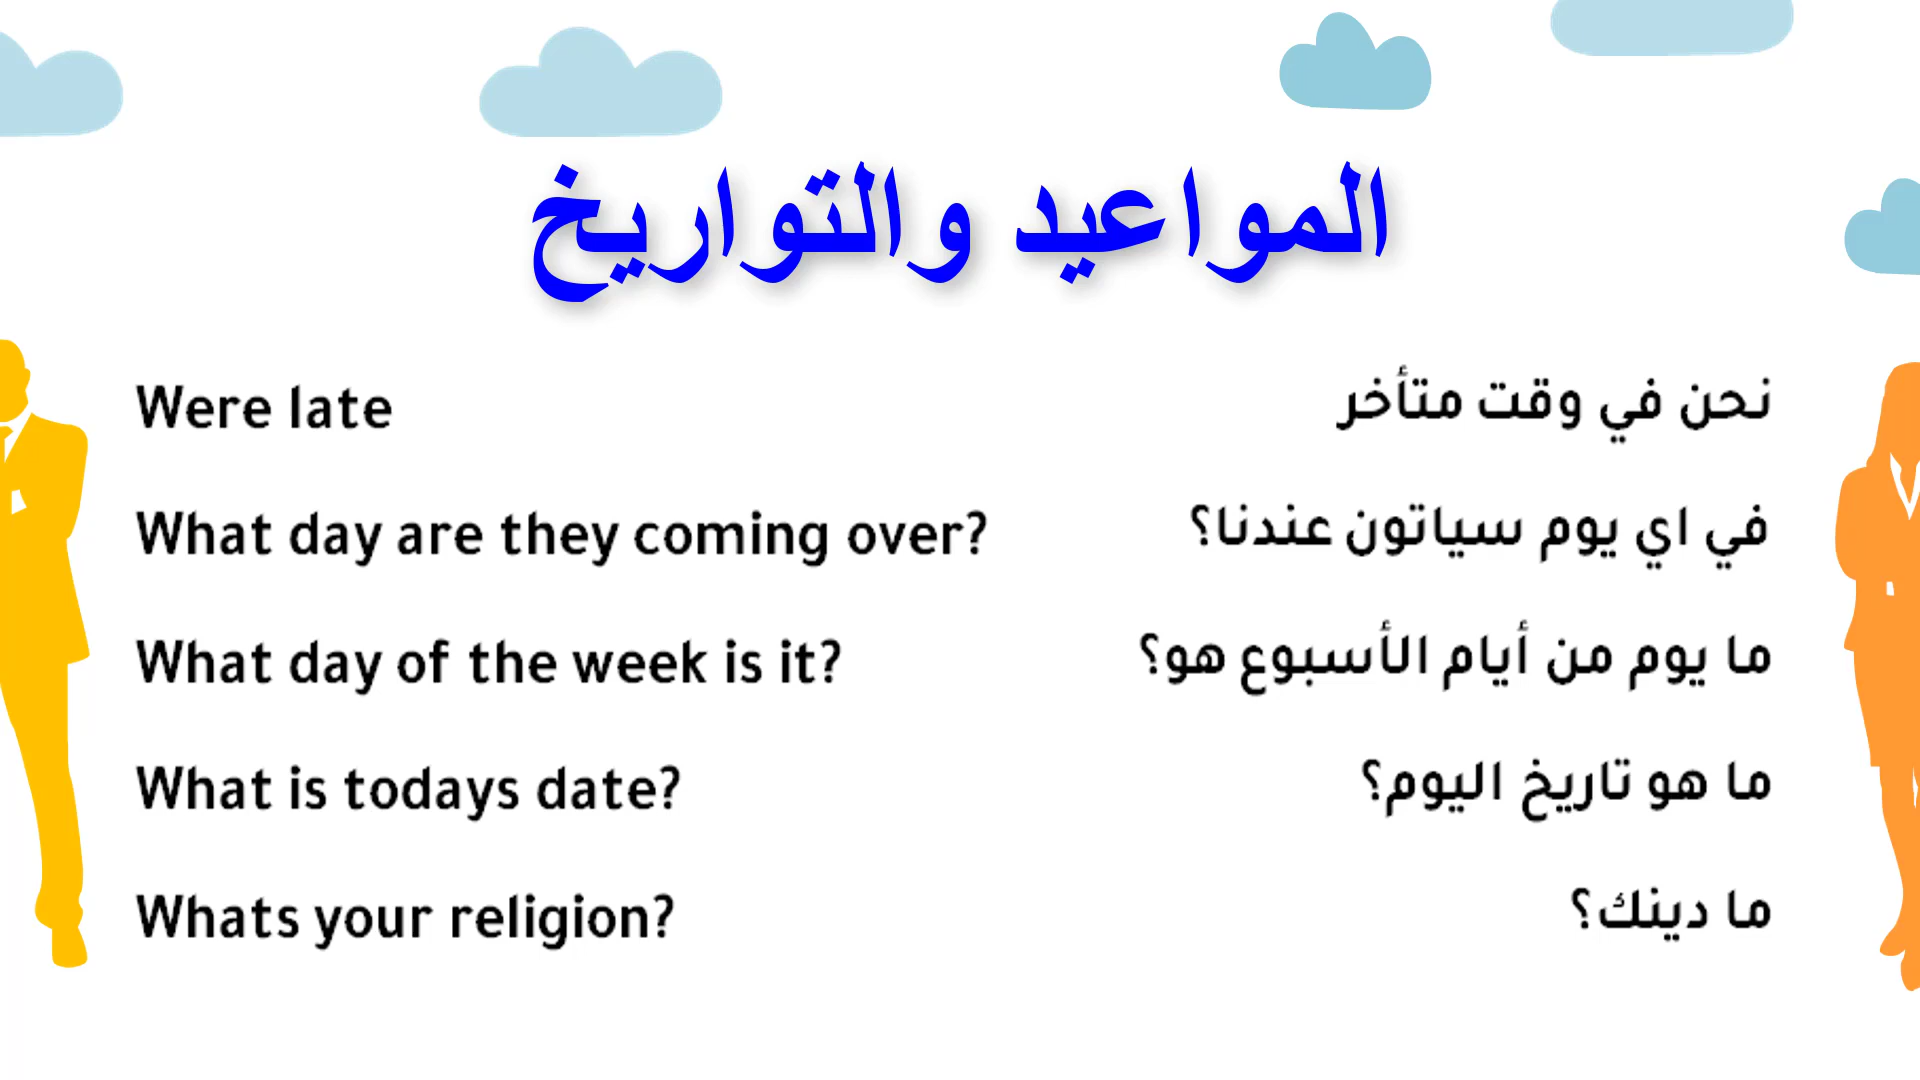 المواعيد والتواريخ
Were late نحن في وقت متأخر
What day are they coming over? في اي يوم سياتون عندنا؟
What day of the week is it? ما يوم من أيام الأسبوع هو؟
What is todays date? ما هو تاريخ اليوم؟
Whats your religion? ما دينك؟